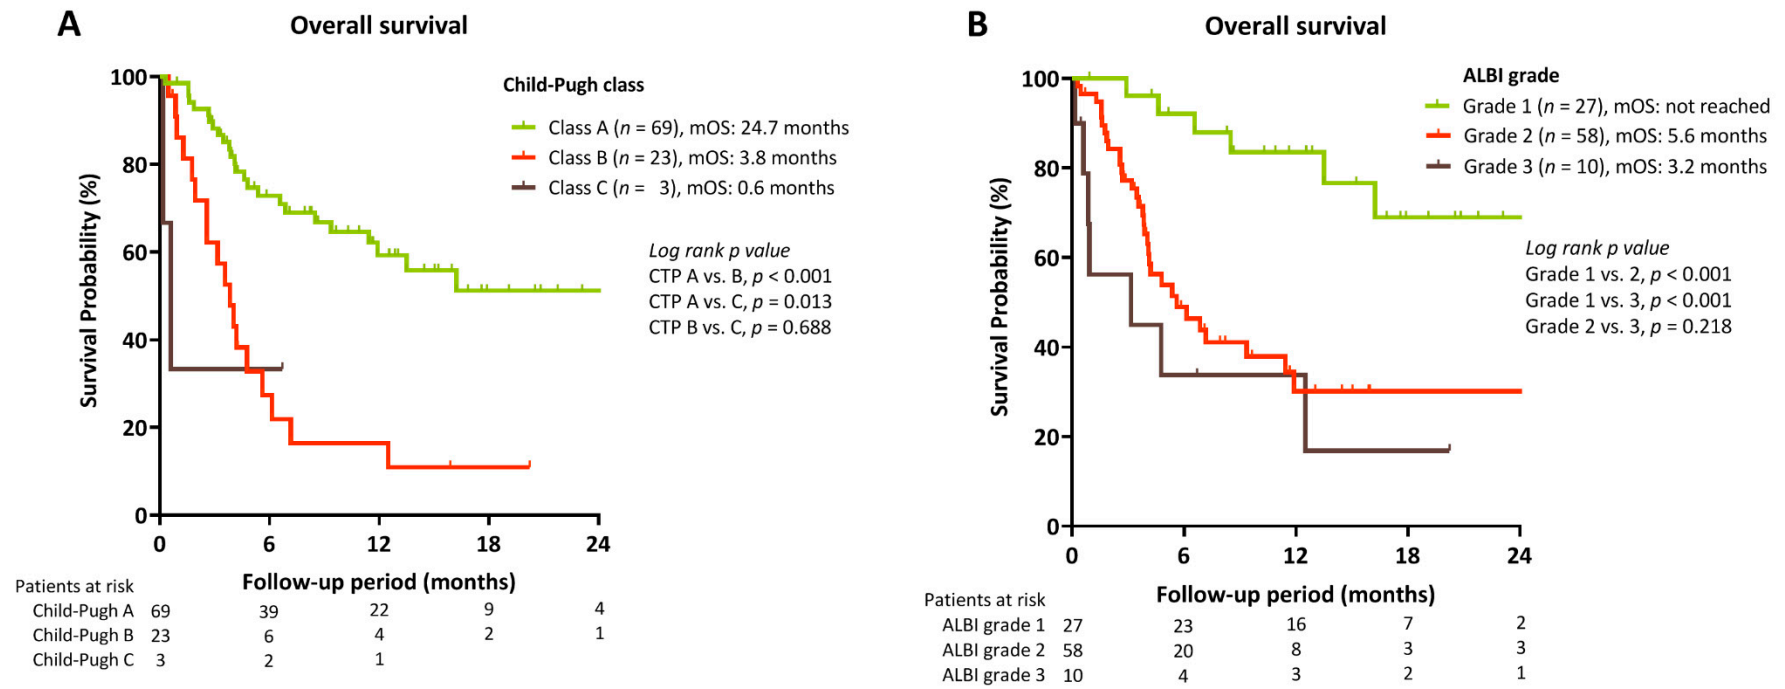 A
Overall survival
Child-Pugh class
Class A (n = 69), mOS: 24.7 months
Class B (n = 23), mOS: 3.8 months
Class C (n = 3), mOS: 0.6 months
Log rank p value
CTP A vs. B, p < 0.001
CTP A vs. C, p = 0.013
CTP B vs. C, p = 0.688
Survival Probability (%)
100
80
60
40
20
0
0 6 12 18 24
Follow-up period (months)
Patients at risk
Child-Pugh A 69 39 22 9 4
Child-Pugh B 23 6 4 2 1
Child-Pugh C 3 2 1
B
Overall survival
ALBI grade
Grade 1 (n = 27), mOS: not reached
Grade 2 (n = 58), mOS: 5.6 months
Grade 3 (n = 10), mOS: 3.2 months
Log rank p value
Grade 1 vs. 2, p < 0.001
Grade 1 vs. 3, p < 0.001
Grade 2 vs. 3, p = 0.218
Survival Probability (%)
100
80
60
40
20
0
0 6 12 18 24
Follow-up period (months)
Patients at risk
ALBI grade 1 27 23 16 7 2
ALBI grade 2 58 20 8 3 3
ALBI grade 3 10 4 3 2 1